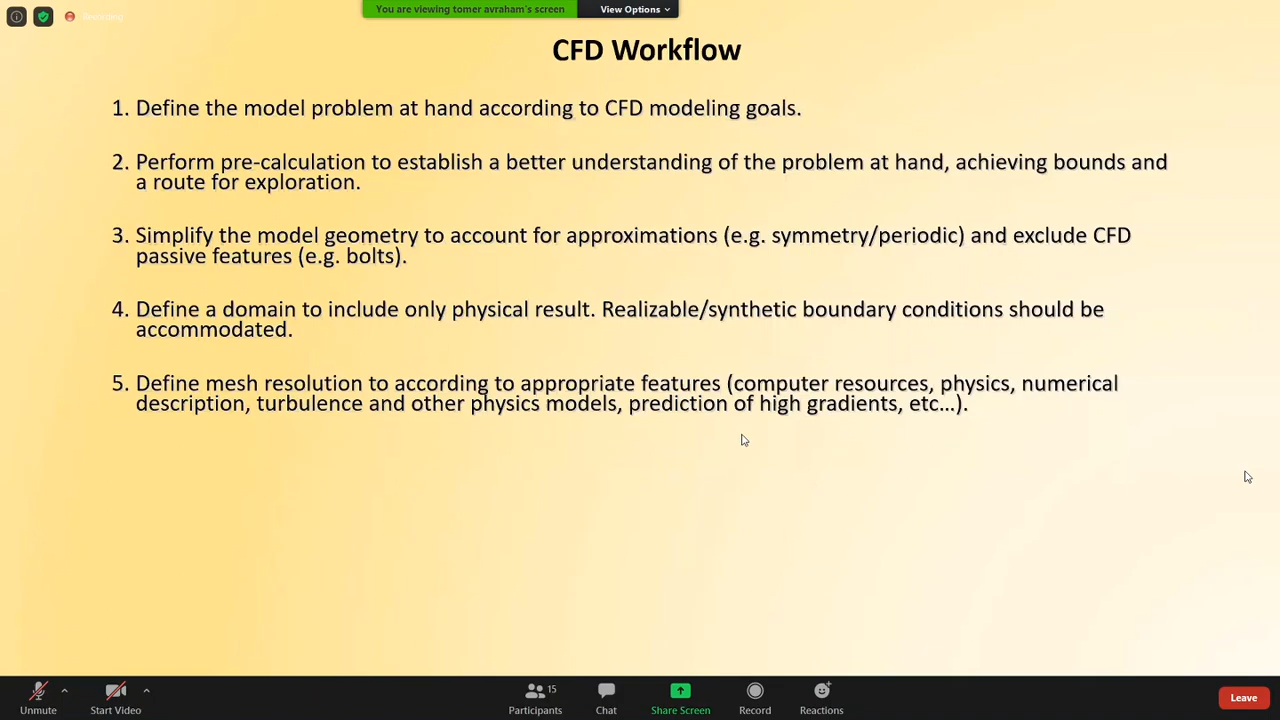 Recording
You are viewing tomer avraham's screen
View Options
CFD Workflow
1. Define the model problem at hand according to CFD modeling goals.
2. Perform pre-calculation to establish a better understanding of the problem at hand, achieving bounds and
a route for exploration.
3. Simplify the model geometry to account for approximations (e.g. symmetry/periodic) and exclude CFD
passive features (e.g. bolts).
4. Define a domain to include only physical result. Realizable/synthetic boundary conditions should be
accommodated.
5. Define mesh resolution to according to appropriate features (computer resources, physics, numerical
description, turbulence and other physics models, prediction of high gradients, etc...).
Unmute
Start Video
15
Participants
Chat
Share Screen
Record
Reactions
Leave